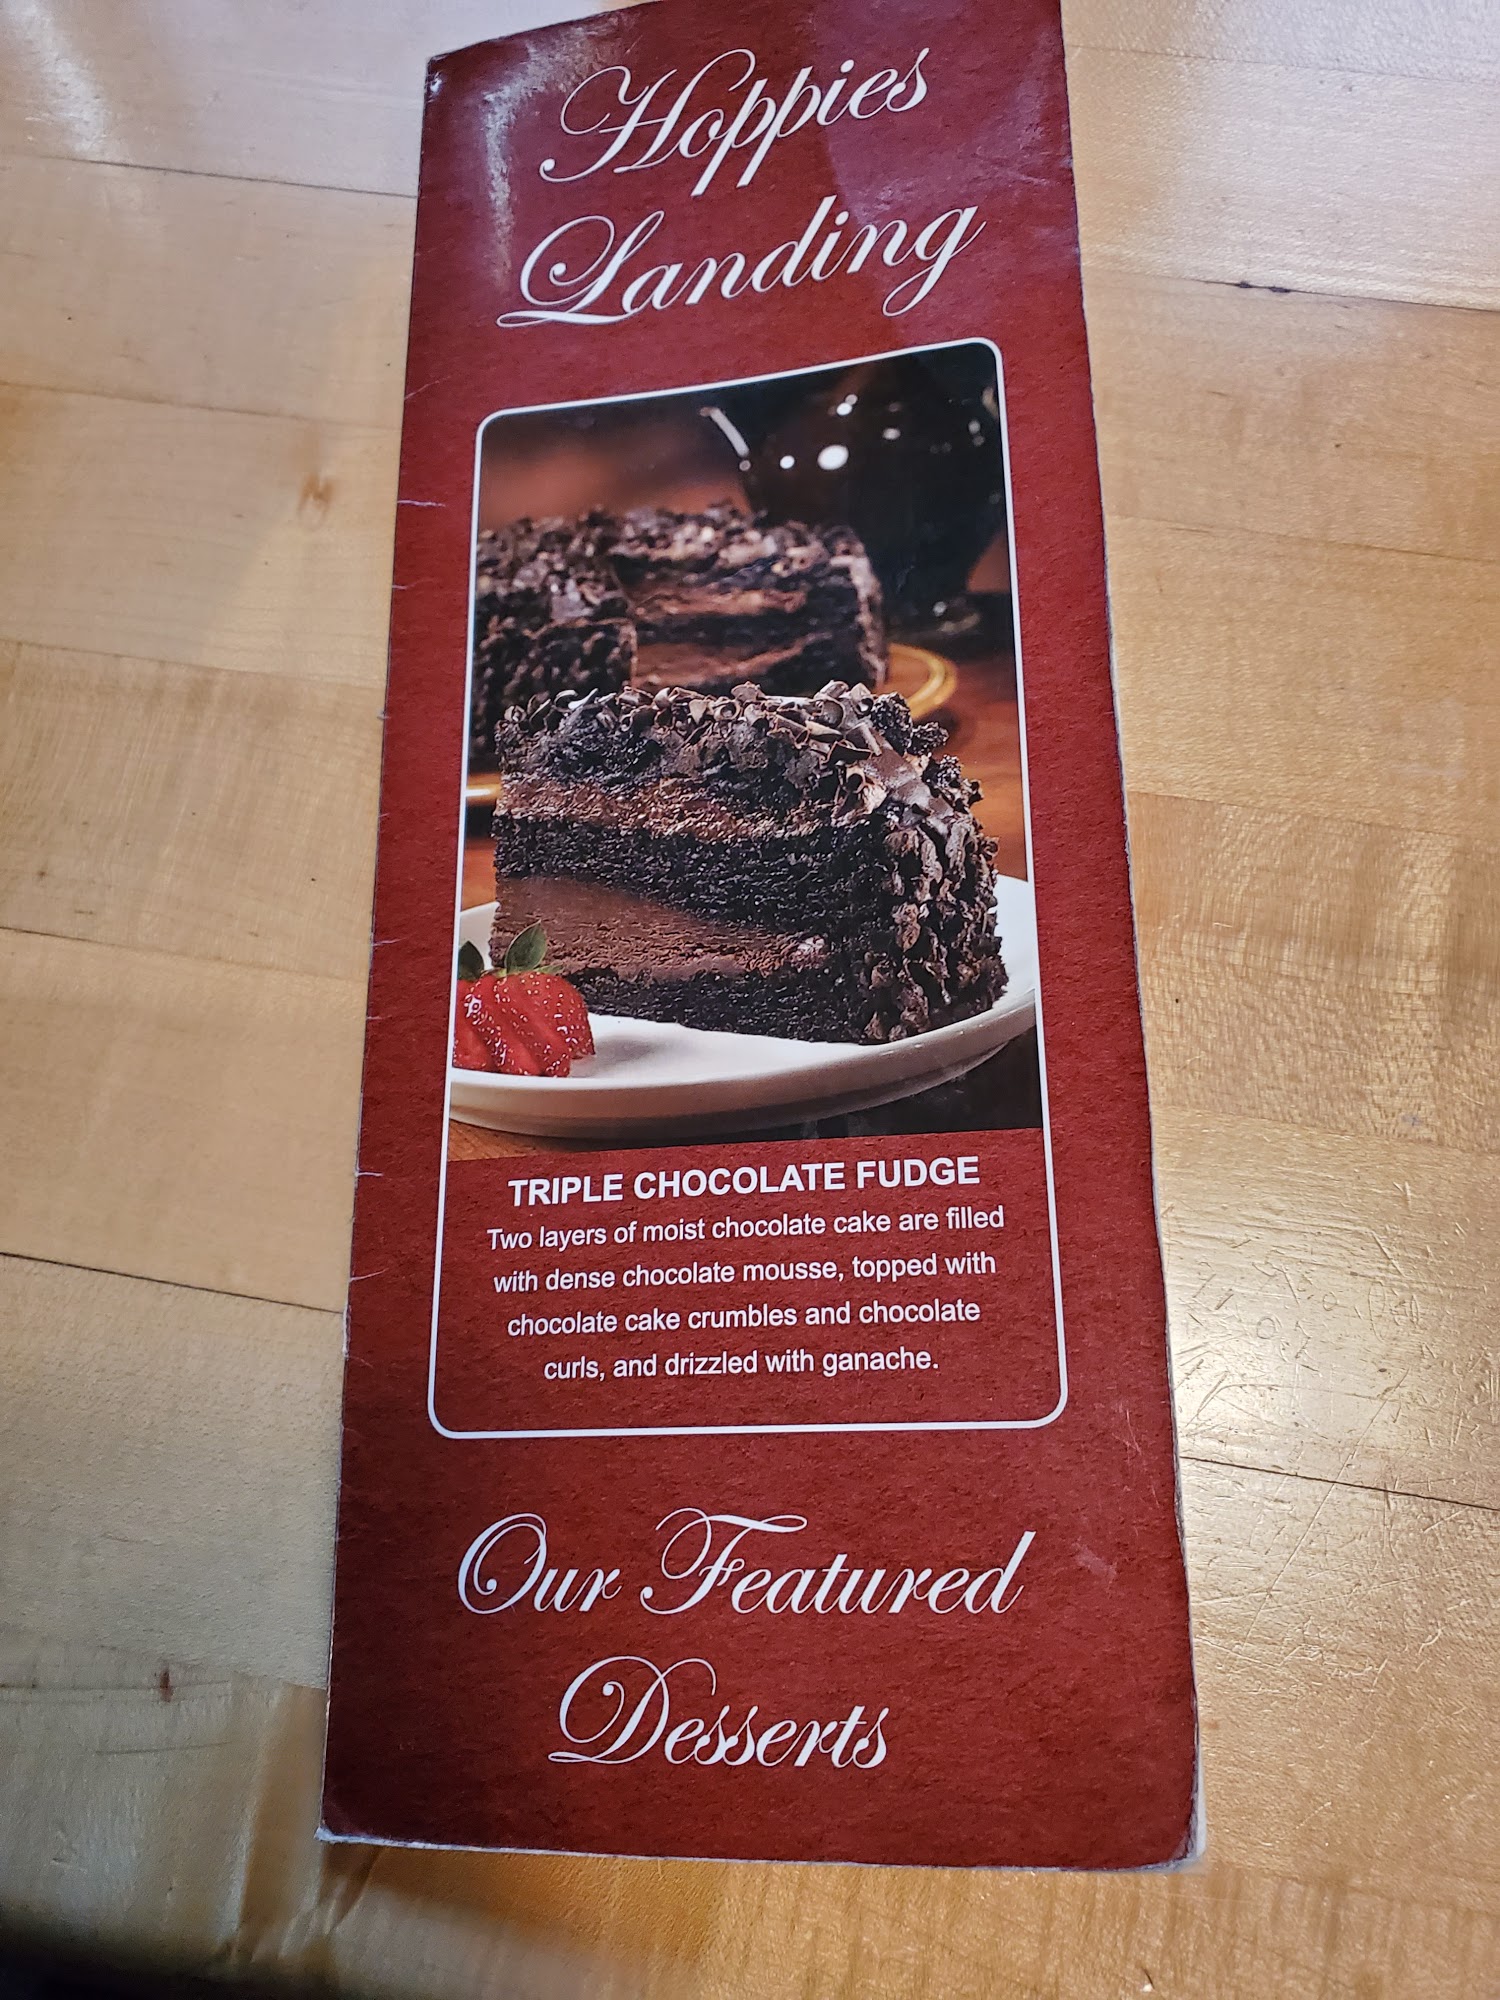 Hoppies
Landing
TRIPLE CHOCOLATE FUDGE
Two layers of moist chocolate cake are filled
with dense chocolate mousse, topped with
chocolate cake crumbles and chocolate
curls, and drizzled with ganache.
Our Featured
Desserts